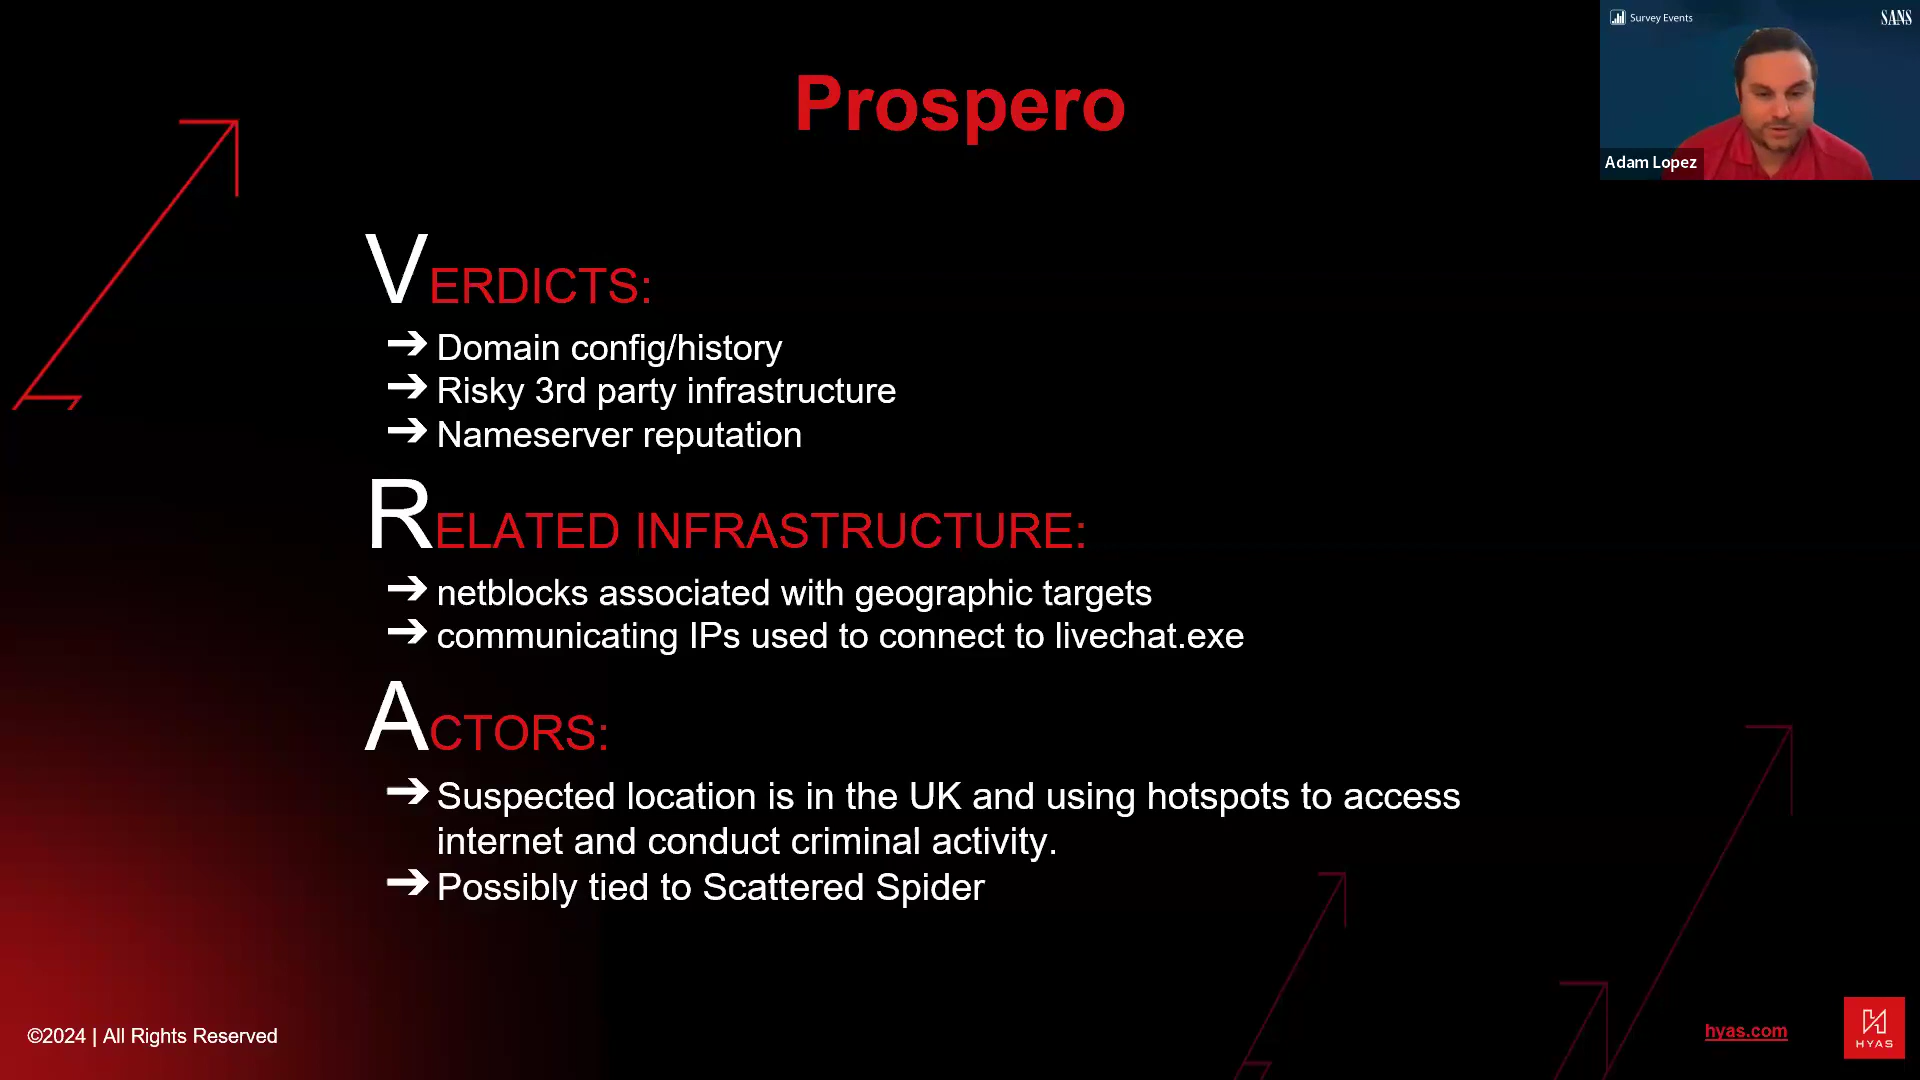 Survey Events
SANS
Adam Lopez
Prospero
VERDICTS:
➔ Domain config/history
➔ Risky 3rd party infrastructure
➔ Nameserver reputation
RELATED INFRASTRUCTURE:
➔ netblocks associated with geographic targets
➔ communicating IPs used to connect to livechat.exe
ACTORS:
➔ Suspected location is in the UK and using hotspots to access
internet and conduct criminal activity.
➔ Possibly tied to Scattered Spider
©2024 | All Rights Reserved
hyas.com
HYAS